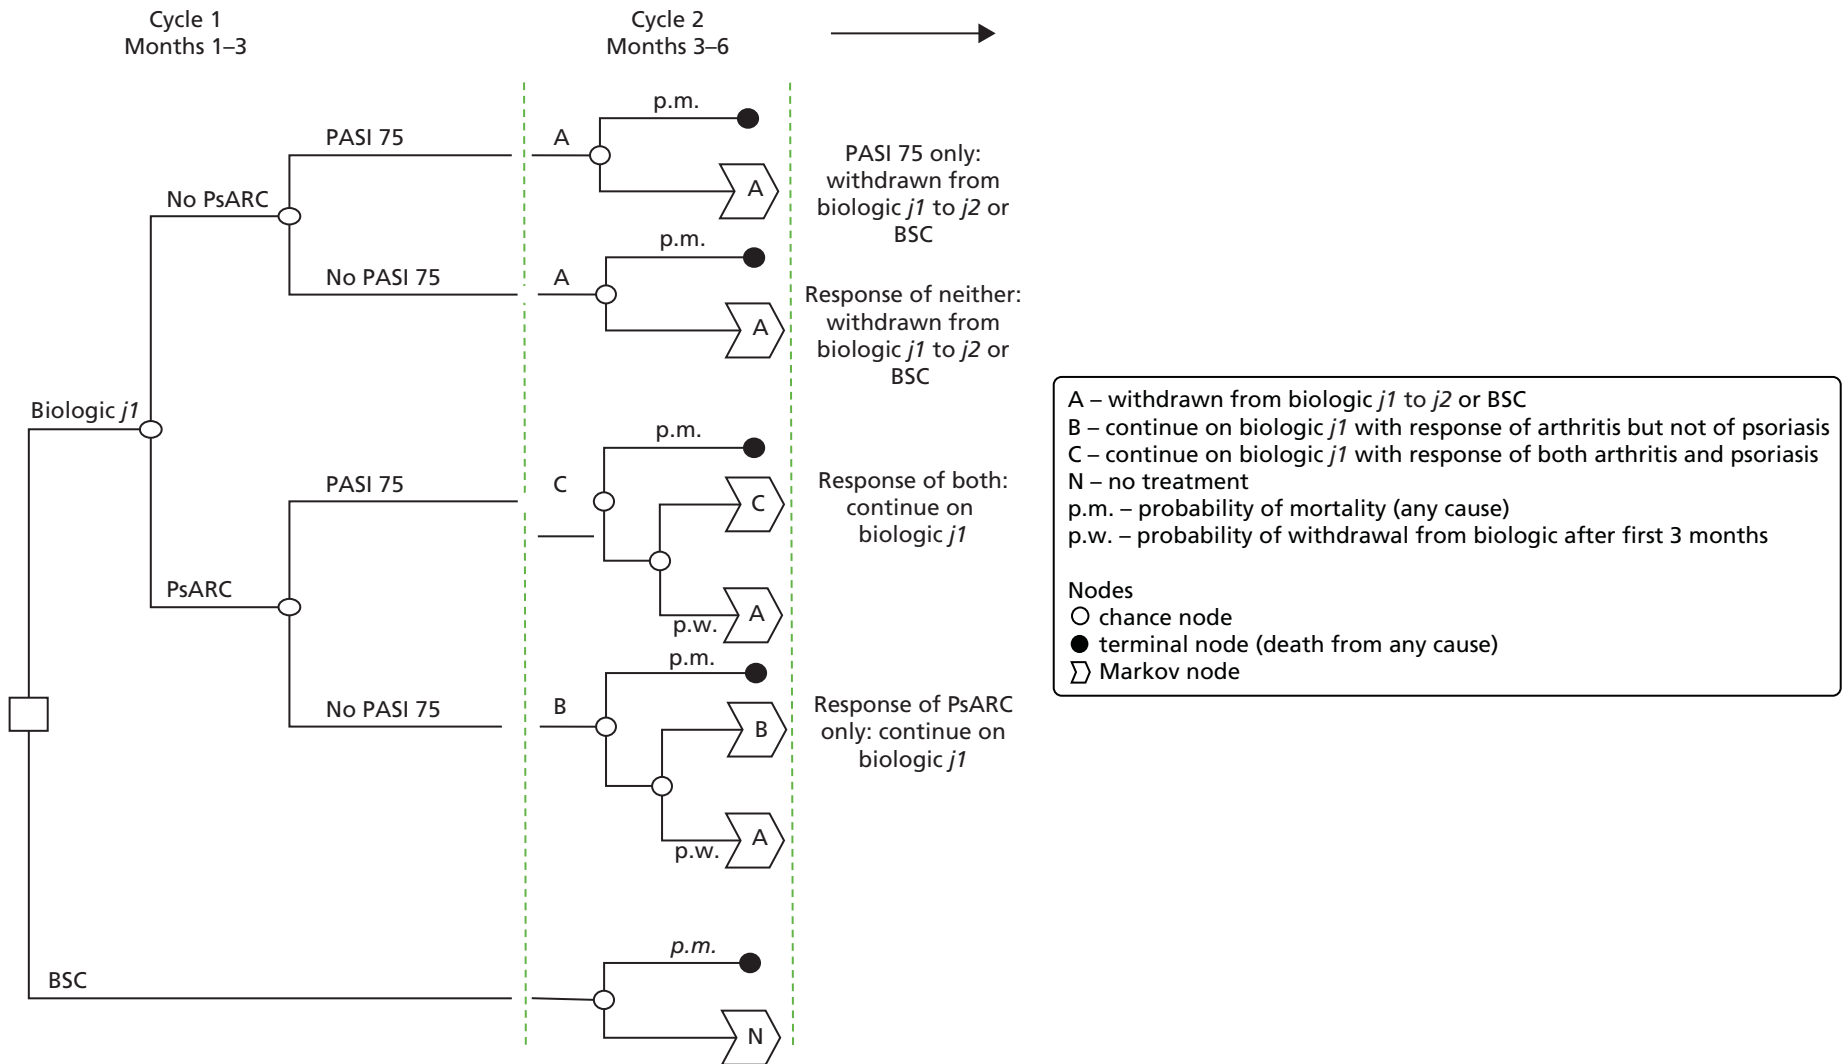 Cycle 1
Months 1–3
Cycle 2
Months 3–6
p.m.
PASI 75
A
A
PASI 75 only:
withdrawn from
biologic j1 to j2 or
BSC
No PsARC
p.m.
No PASI 75
A
A
Response of neither:
withdrawn from
biologic j1 to j2 or
BSC
Biologic j1
p.m.
PASI 75
C
C
Response of both:
continue on
biologic j1
PsARC
A
p.w.
p.m.
No PASI 75
B
B
Response of PsARC
only: continue on
biologic j1
A
p.w.
p.m.
BSC
N
A – withdrawn from biologic j1 to j2 or BSC
B – continue on biologic j1 with response of arthritis but not of psoriasis
C – continue on biologic j1 with response of both arthritis and psoriasis
N – no treatment
p.m. – probability of mortality (any cause)
p.w. – probability of withdrawal from biologic after first 3 months
Nodes
chance node
terminal node (death from any cause)
Markov node